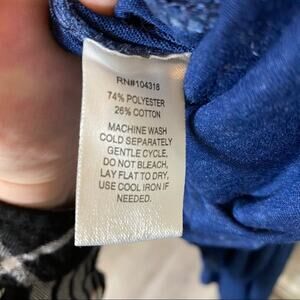 RN#104318
74% POLYESTER
26% COTTON
MACHINE WASH
COLD SEPARATELY
GENTLE CYCLE,
DO NOT BLEACH,
LAY FLAT TO DRY,
USE COOL IRON IF
NEEDED.